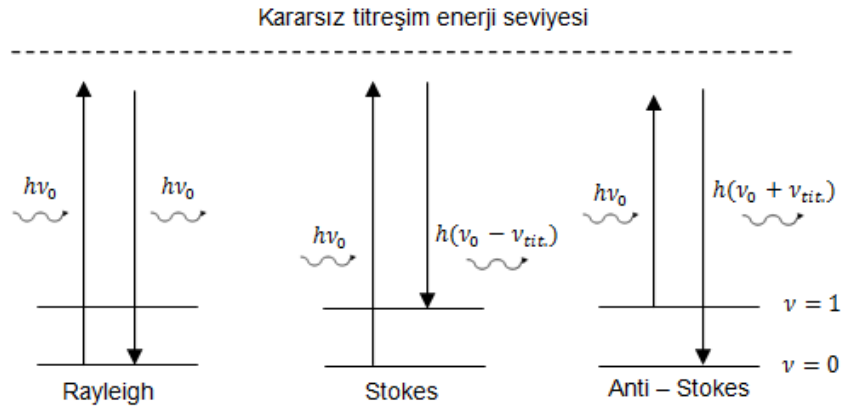 Kararsız titreşim enerji seviyesi
hν₀
hν₀
hν₀
h(ν₀ − νₜᵢₜ.)
hν₀
h(ν₀ + νₜᵢₜ.)
ν = 1
ν = 0
Rayleigh
Stokes
Anti – Stokes